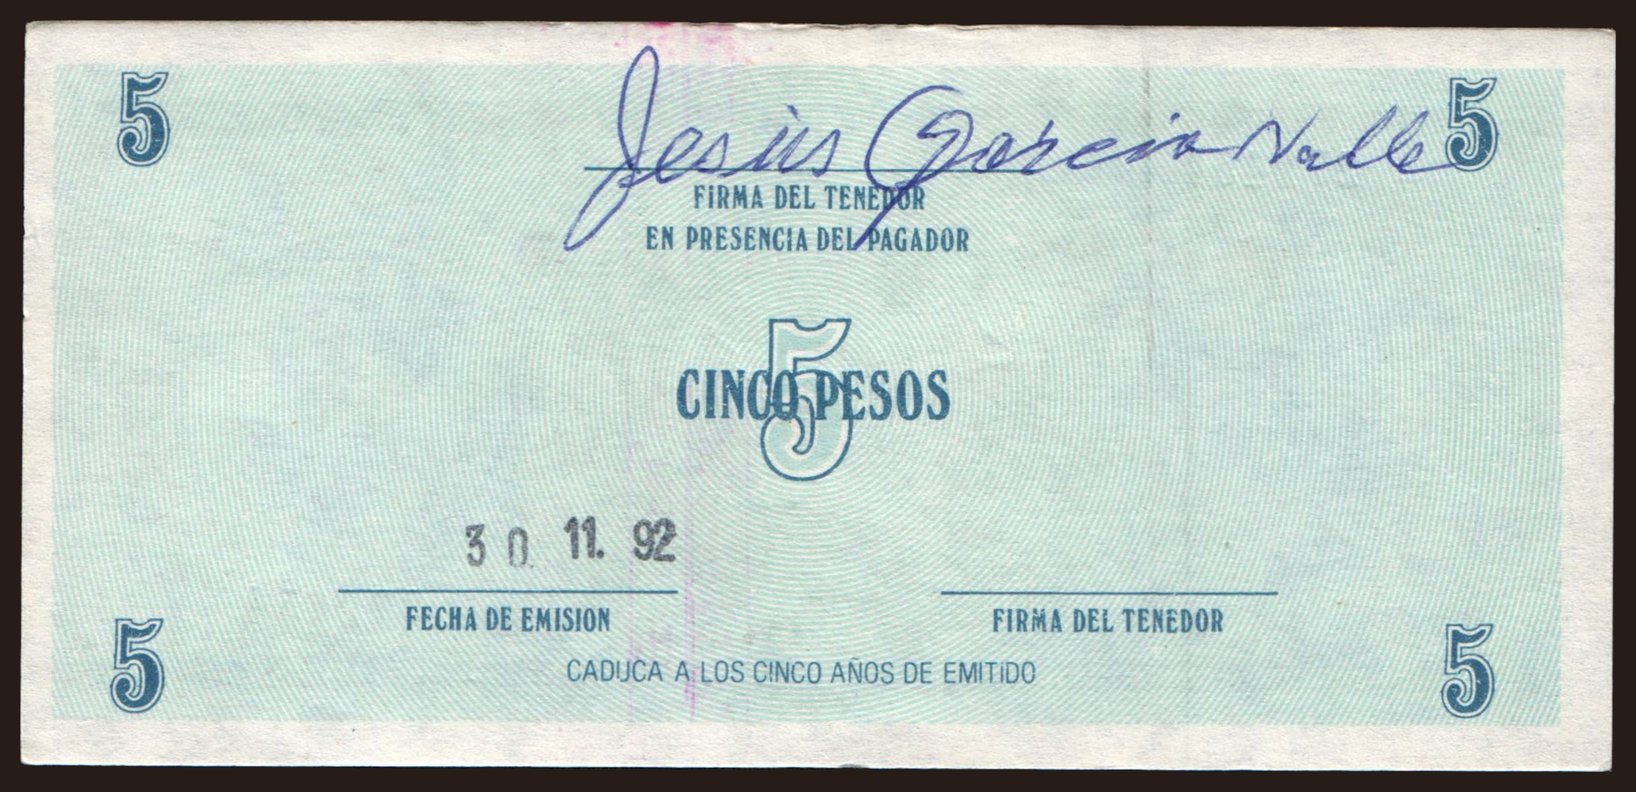 5 5
Jesús Garcia Valle
FIRMA DEL TENEDOR
EN PRESENCIA DEL PAGADOR
5
CINCO PESOS
30 11. 92
FECHA DE EMISION FIRMA DEL TENEDOR
CADUCA A LOS CINCO AÑOS DE EMITIDO
5 5